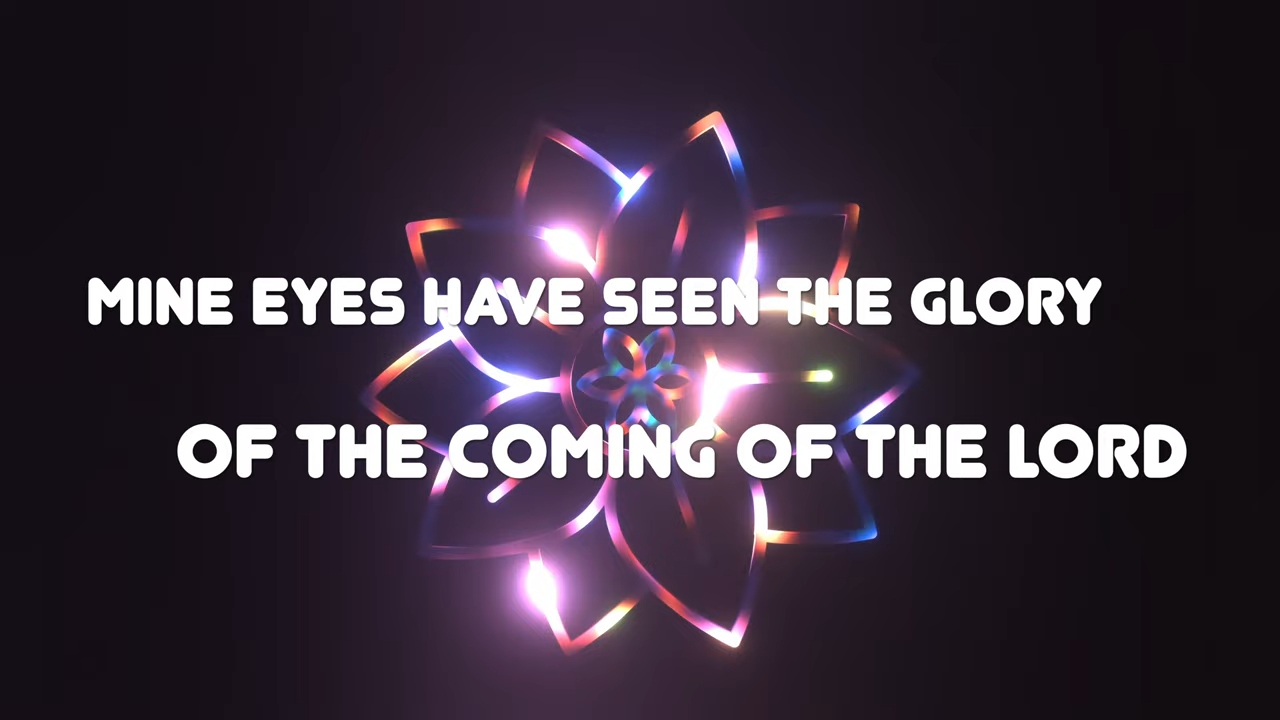 MINE EYES HAVE SEEN THE GLORY
OF THE COMING OF THE LORD